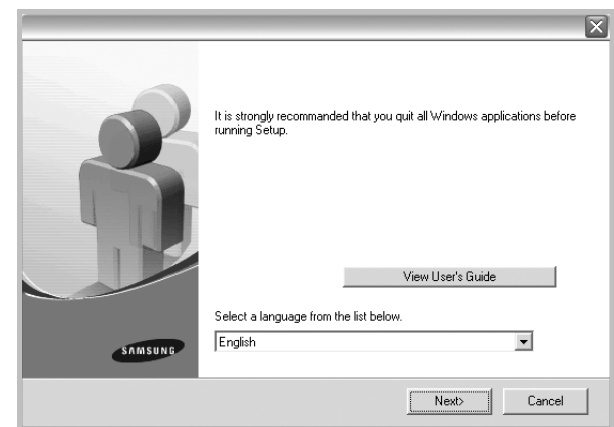 It is strongly recommanded that you quit all Windows applications before
running Setup.
View User's Guide
Select a language from the list below.
English
SAMSUNG
Next>
Cancel